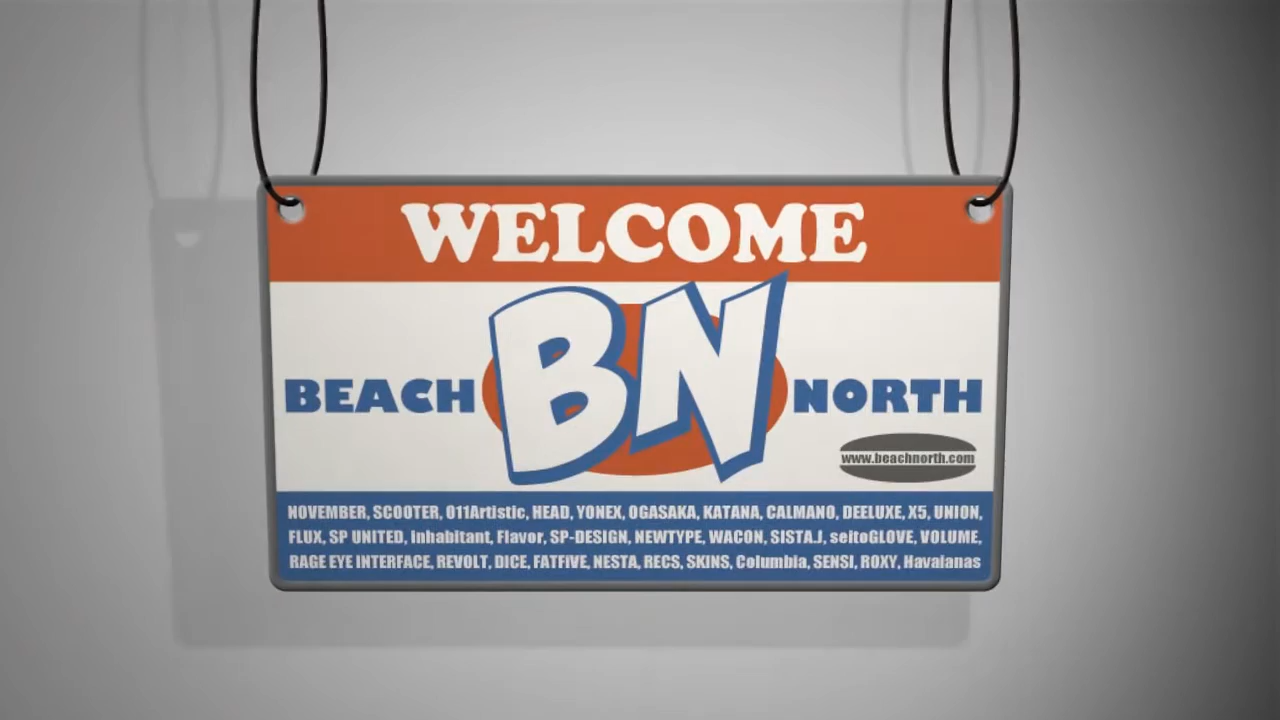 WELCOME
BEACH BN NORTH
www.beachnorth.com
NOVEMBER, SCOOTER, 011Artistic, HEAD, YONEX, OGASAKA, KATANA, CALMANO, DEELUXE, X5, UNION,
FLUX, SP UNITED, inhabitant, Flavor, SP-DESIGN, NEWTYPE, WACON, SISTA.J, seitoGLOVE, VOLUME,
RAGE EYE INTERFACE, REVOLT, DICE, FATFIVE, NESTA, RECS, SKINS, Columbia, SENSI, ROXY, Havaianas